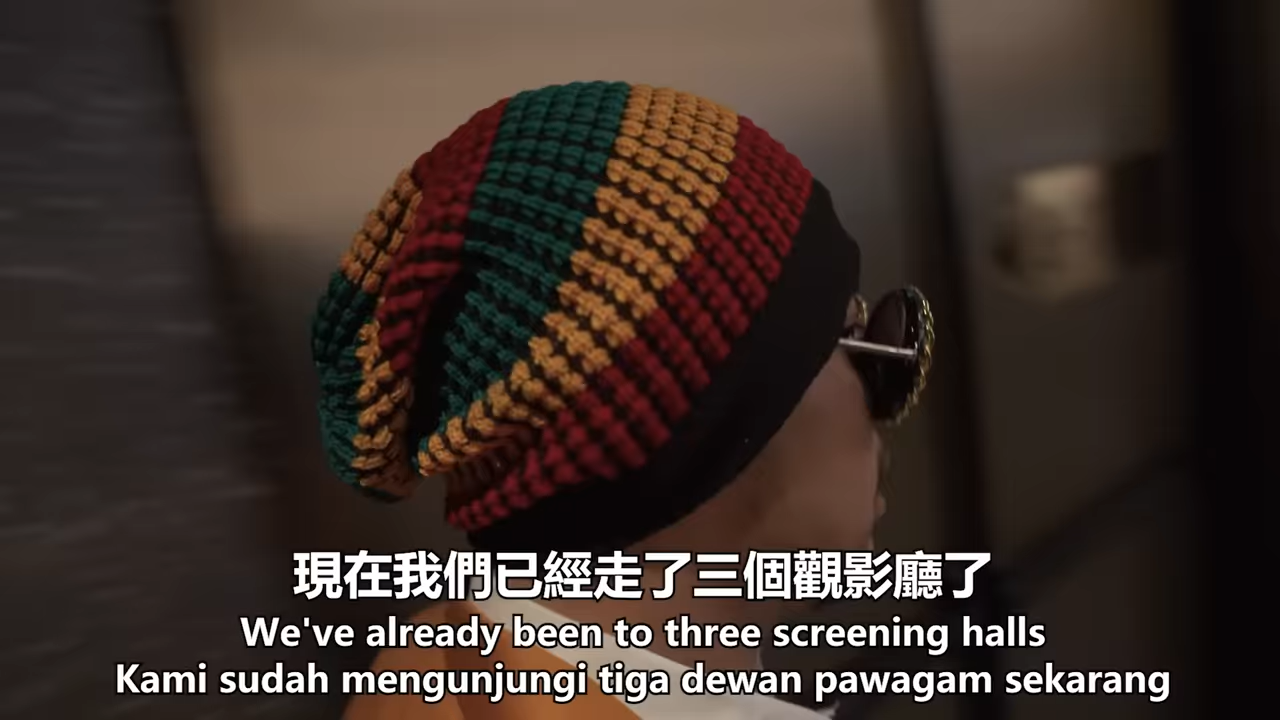 現在我們已經走了三個觀影廳了
We've already been to three screening halls
Kami sudah mengunjungi tiga dewan pawagam sekarang